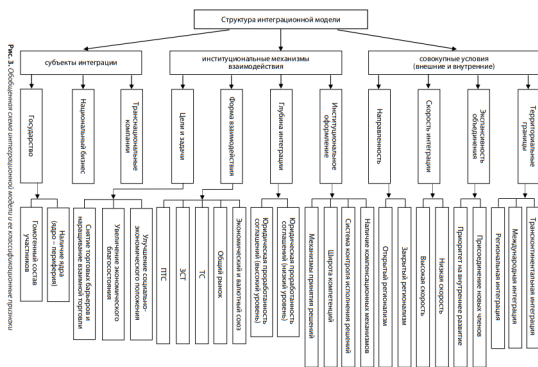 Структура интеграционной модели
субъекты интеграции
институциональные механизмы
взаимодействия
совокупные условия
(внешние и внутренние)
Государство
Национальный бизнес
Транснациональные
компании
Цели и задачи
Форма взаимодействия
Глубина интеграции
Институциональное
оформление
Направленность
Скорость интеграции
Экспансивность
объединения
Территориальные
границы
Гомогенный состав
участников
Наличие ядра
(ядро – периферия)
Снятие торговых барьеров и
наращивание взаимной торговли
Увеличение экономического
благосостояния
Улучшение социально-
экономического положения
ПТС
ЗСТ
ТС
Общий рынок
Экономический и валютный союз
Юридическая проработанность
соглашений (высокий уровень)
Юридическая проработанность
соглашений (низкий уровень)
Механизмы принятия решений
Широта компетенций
Система контроля исполнения решений
Наличие компенсационных механизмов
Открытый регионализм
Закрытый регионализм
Высокая скорость
Низкая скорость
Приоритет на внутреннее развитие
Присоединение новых членов
Региональная интеграция
Международная интеграция
Трансконтинентальная интеграция
Рис. 3. Обобщенная схема интеграционной модели и ее классификационные признаки